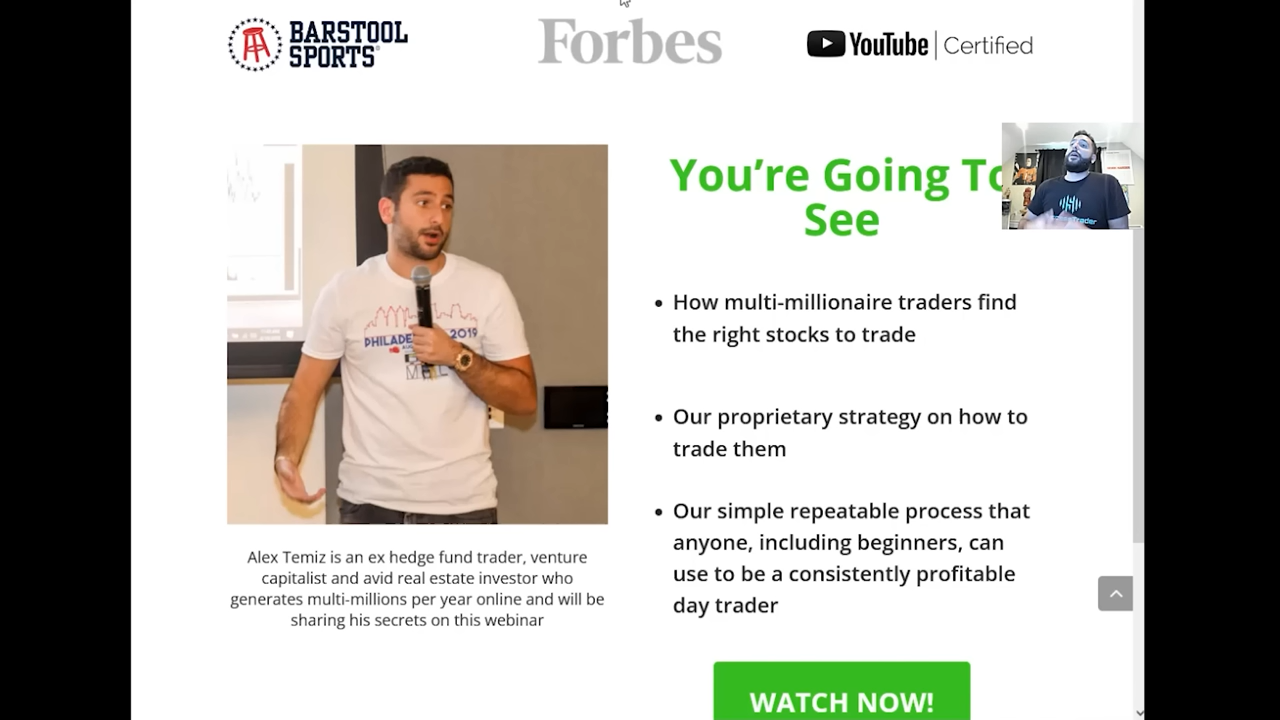 BARSTOOL
SPORTS
Forbes
YouTube | Certified
You're Going To
See
PHILADE 2019
How multi-millionaire traders find
the right stocks to trade
Our proprietary strategy on how to
trade them
Our simple repeatable process that
anyone, including beginners, can
use to be a consistently profitable
day trader
Alex Temiz is an ex hedge fund trader, venture
capitalist and avid real estate investor who
generates multi-millions per year online and will be
sharing his secrets on this webinar
WATCH NOW!